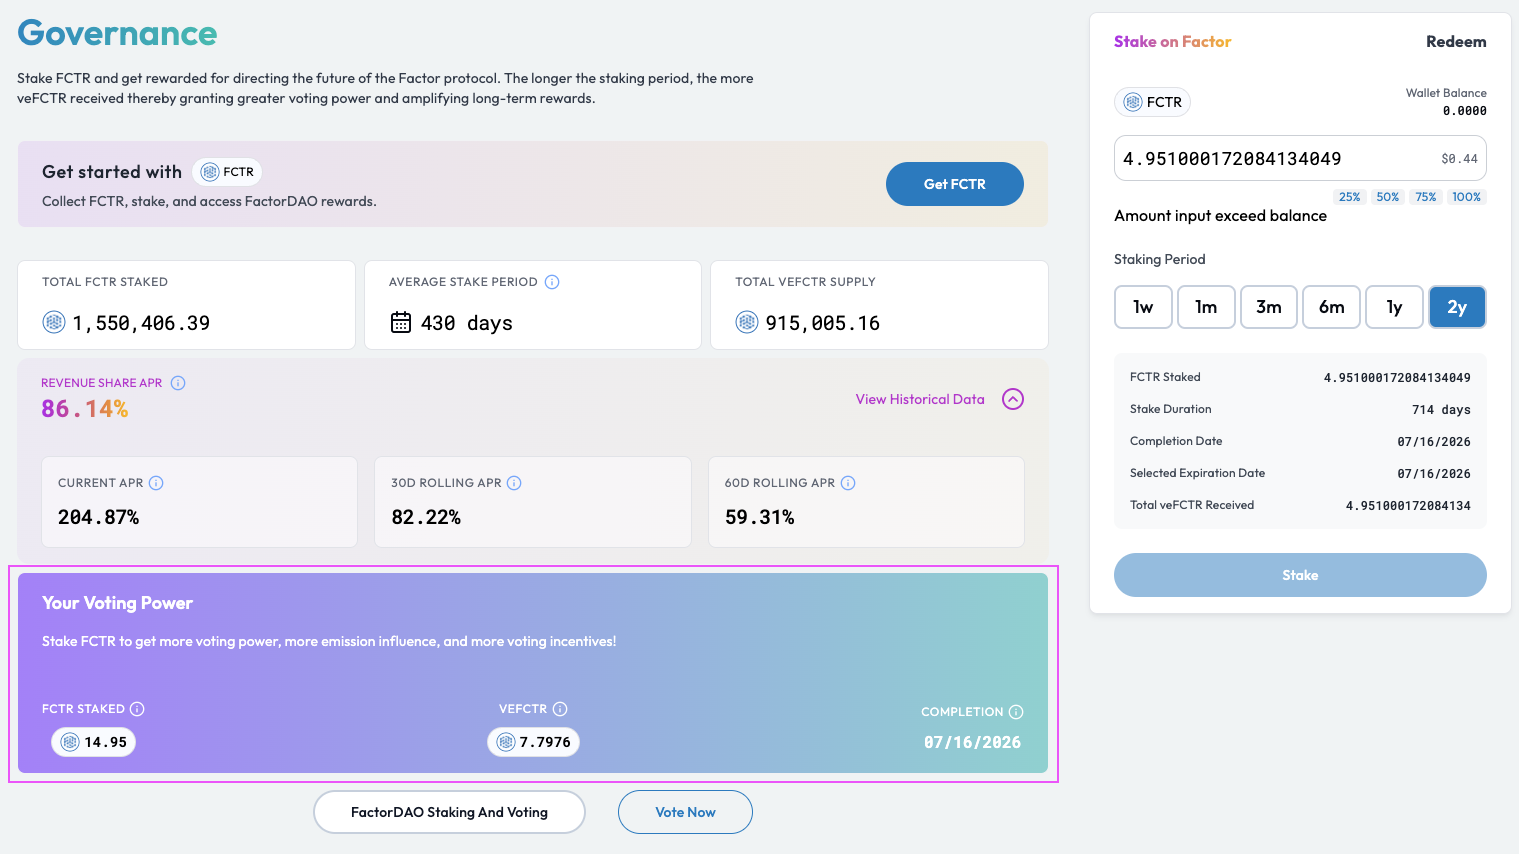 Governance
Stake FCTR and get rewarded for directing the future of the Factor protocol. The longer the staking period, the more
veFCTR received thereby granting greater voting power and amplifying long-term rewards.
Get started with FCTR
Collect FCTR, stake, and access FactorDAO rewards.
Get FCTR
TOTAL FCTR STAKED
1,550,406.39
AVERAGE STAKE PERIOD
430 days
TOTAL VEFCTR SUPPLY
915,005.16
REVENUE SHARE APR
86.14%
View Historical Data
CURRENT APR
204.87%
30D ROLLING APR
82.22%
60D ROLLING APR
59.31%
Your Voting Power
Stake FCTR to get more voting power, more emission influence, and more voting incentives!
FCTR STAKED
14.95
VEFCTR
7.7976
COMPLETION
07/16/2026
FactorDAO Staking And Voting
Vote Now
Stake on Factor
Redeem
FCTR
Wallet Balance
0.0000
4.951000172084134049
$0.44
25% 50% 75% 100%
Amount input exceed balance
Staking Period
1w 1m 3m 6m 1y 2y
FCTR Staked 4.951000172084134049
Stake Duration 714 days
Completion Date 07/16/2026
Selected Expiration Date 07/16/2026
Total veFCTR Received 4.951000172084134
Stake